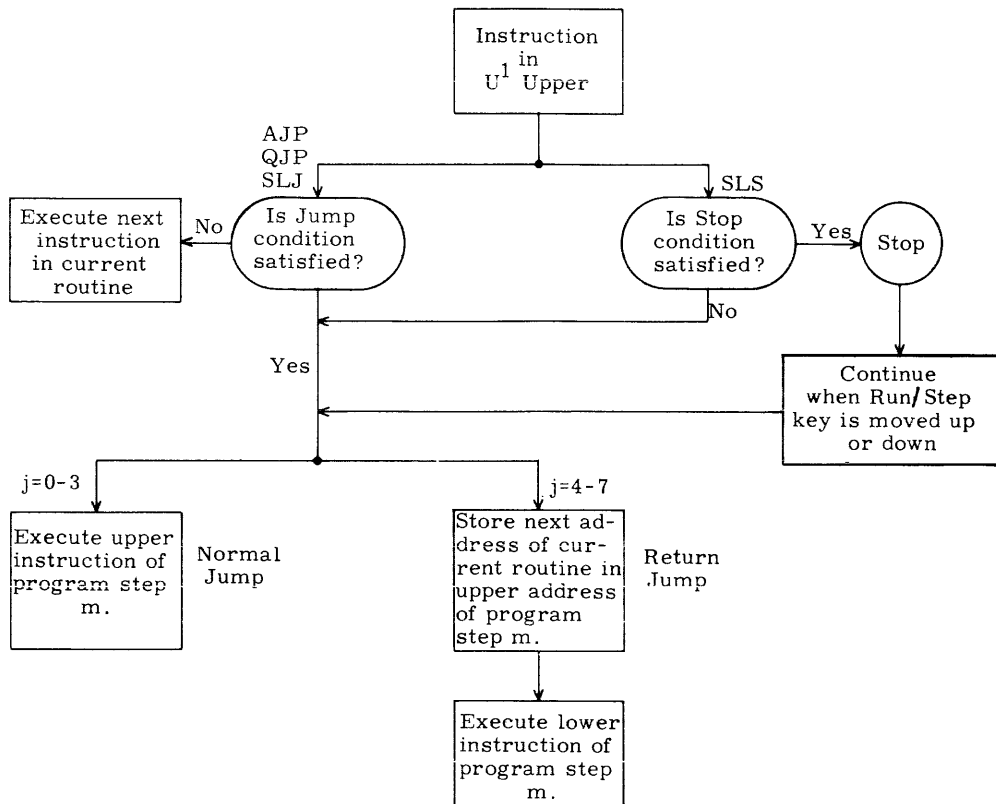 Instruction
in
U1 Upper
AJP
QJP
SLJ
SLS
Execute next
instruction
in current
routine
No
Is Jump
condition
satisfied?
Is Stop
condition
satisfied?
Yes
Stop
No
Yes
Continue
when Run/Step
key is moved up
or down
j=0-3
j=4-7
Execute upper
instruction of
program step
m.
Normal
Jump
Store next ad-
dress of cur-
rent routine in
upper address
of program
step m.
Return
Jump
Execute lower
instruction of
program step
m.